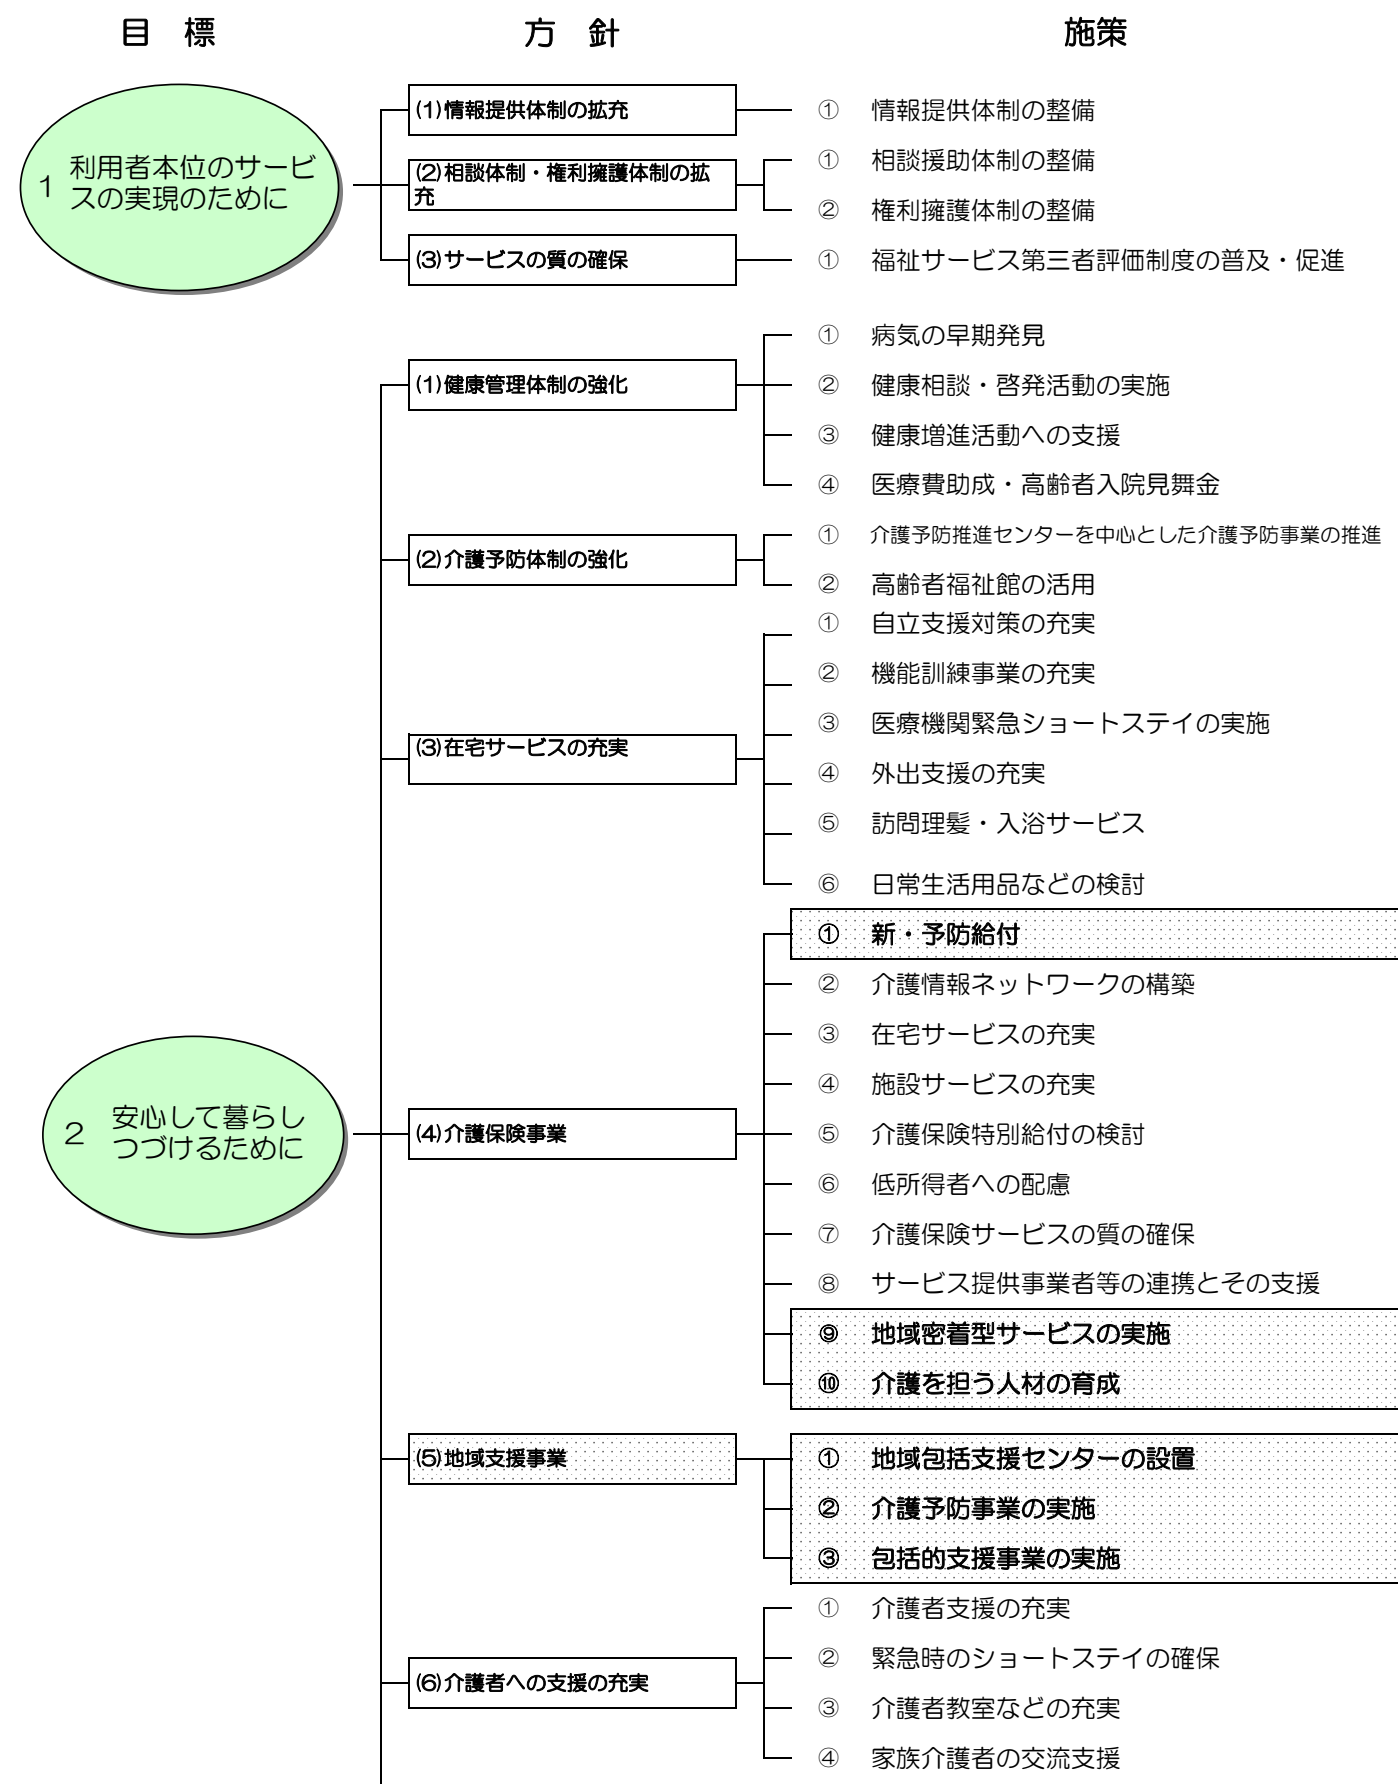 目 標 方 針 施策
1 利用者本位のサービ
スの実現のために
(1)情報提供体制の拡充
① 情報提供体制の整備
(2)相談体制・権利擁護体制の拡
充
① 相談援助体制の整備
② 権利擁護体制の整備
(3)サービスの質の確保
① 福祉サービス第三者評価制度の普及・促進
2 安心して暮らし
つづけるために
(1)健康管理体制の強化
① 病気の早期発見
② 健康相談・啓発活動の実施
③ 健康増進活動への支援
④ 医療費助成・高齢者入院見舞金
(2)介護予防体制の強化
① 介護予防推進センターを中心とした介護予防事業の推進
② 高齢者福祉館の活用
(3)在宅サービスの充実
① 自立支援対策の充実
② 機能訓練事業の充実
③ 医療機関緊急ショートステイの実施
④ 外出支援の充実
⑤ 訪問理髪・入浴サービス
⑥ 日常生活用品などの検討
(4)介護保険事業
① 新・予防給付
② 介護情報ネットワークの構築
③ 在宅サービスの充実
④ 施設サービスの充実
⑤ 介護保険特別給付の検討
⑥ 低所得者への配慮
⑦ 介護保険サービスの質の確保
⑧ サービス提供事業者等の連携とその支援
⑨ 地域密着型サービスの実施
⑩ 介護を担う人材の育成
(5)地域支援事業
① 地域包括支援センターの設置
② 介護予防事業の実施
③ 包括的支援事業の実施
(6)介護者への支援の充実
① 介護者支援の充実
② 緊急時のショートステイの確保
③ 介護者教室などの充実
④ 家族介護者の交流支援